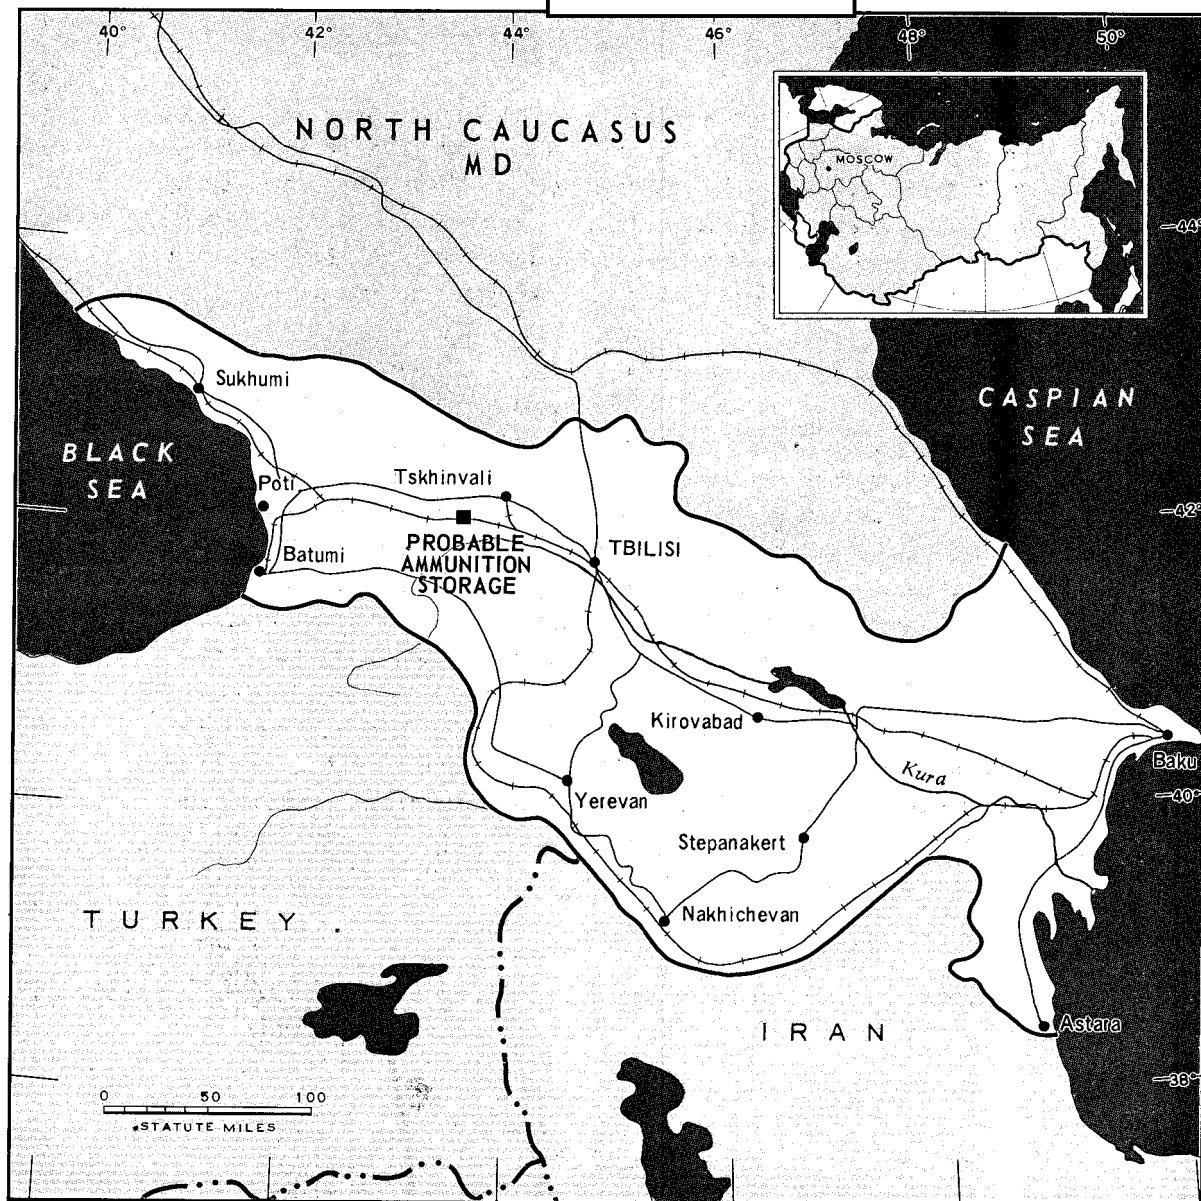 40° 42° 44° 46° 48° 50°
NORTH CAUCASUS
MD
MOSCOW
44°
Sukhumi
CASPIAN
SEA
BLACK
SEA
Poti
Tskhinvali
42°
PROBABLE
AMMUNITION
STORAGE
TBILISI
Batumi
Kirovabad
Baku
Kura
40°
Yerevan
Stepanakert
Nakhichevan
TURKEY
IRAN
Astara
38°
0 50 100
STATUTE MILES